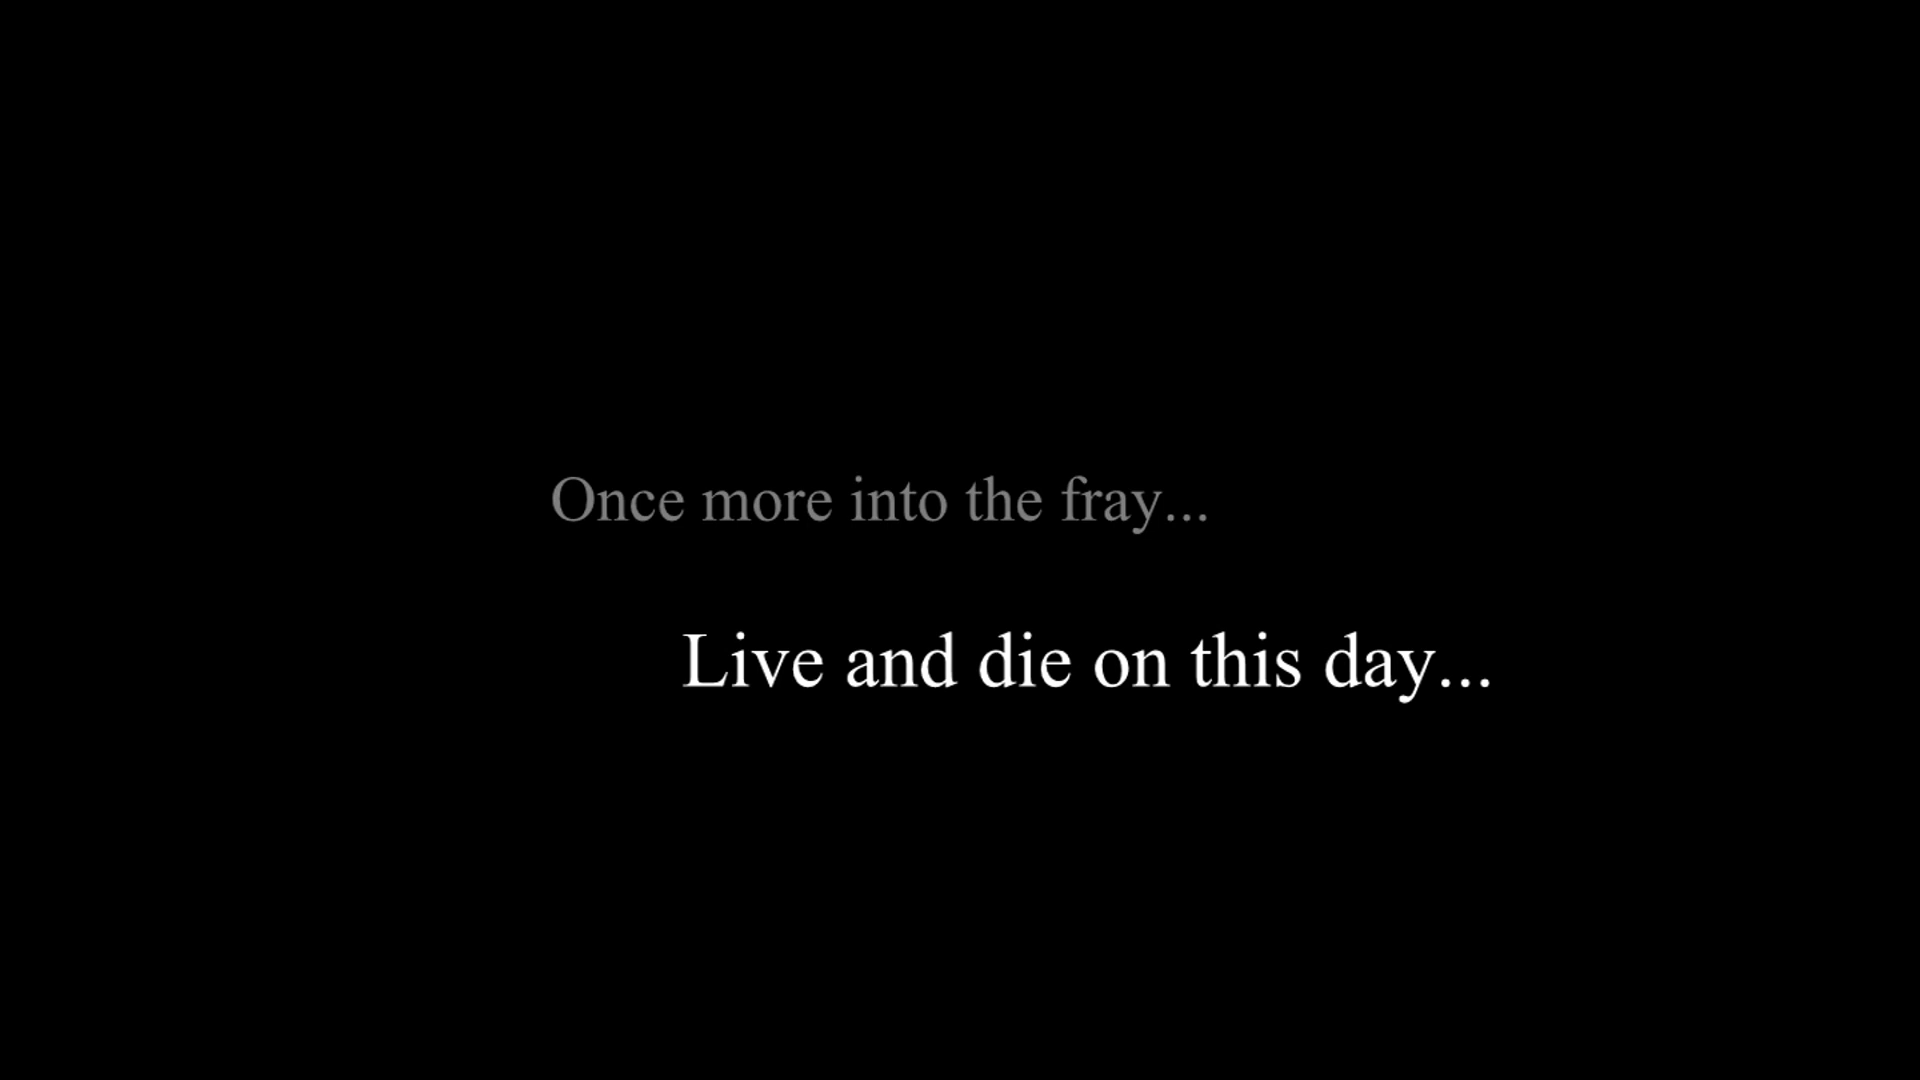 Once more into the fray...
Live and die on this day...